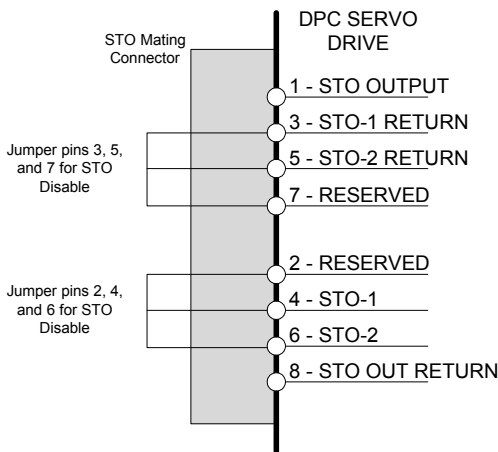 DPC SERVO
DRIVE
STO Mating
Connector
1 - STO OUTPUT
3 - STO-1 RETURN
Jumper pins 3, 5,
and 7 for STO
Disable
5 - STO-2 RETURN
7 - RESERVED
2 - RESERVED
Jumper pins 2, 4,
and 6 for STO
Disable
4 - STO-1
6 - STO-2
8 - STO OUT RETURN